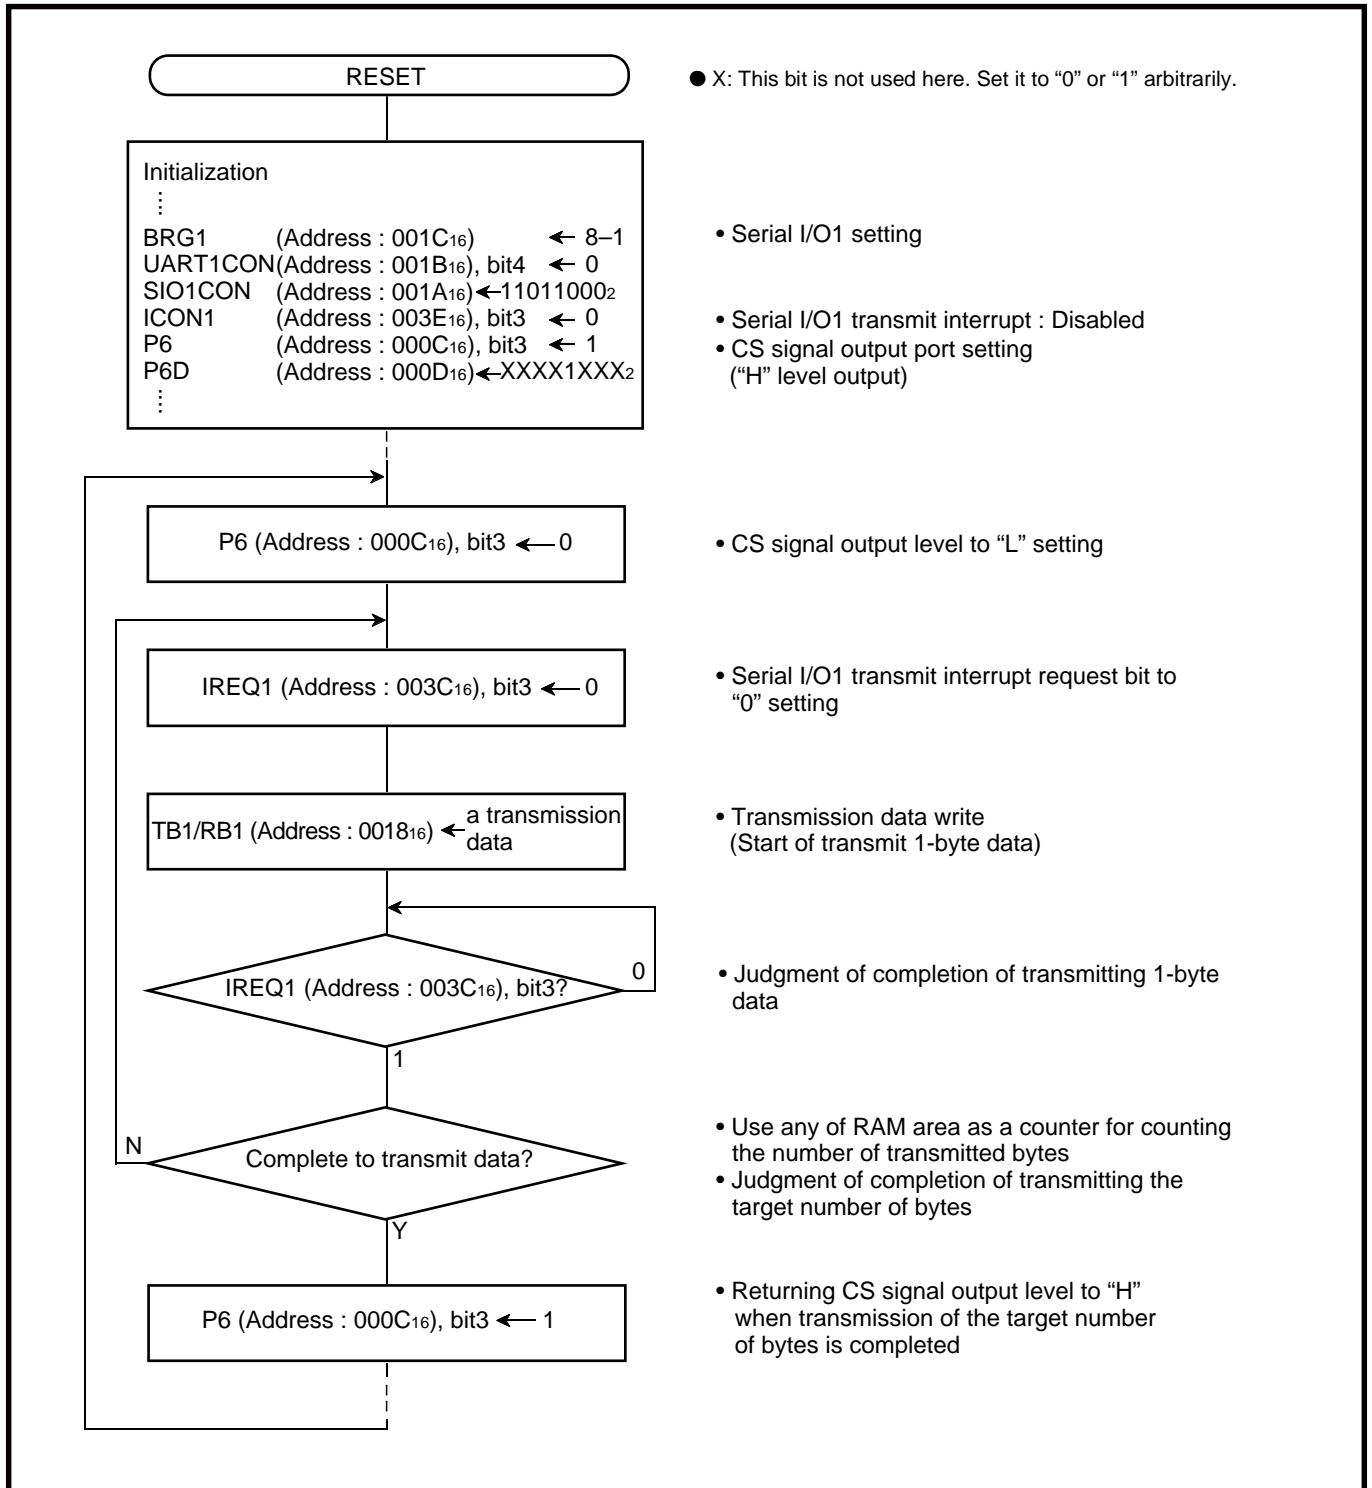 RESET
● X: This bit is not used here. Set it to “0” or “1” arbitrarily.
Initialization
⋮
BRG1 (Address : 001C16) ← 8–1
• Serial I/O1 setting
UART1CON(Address : 001B16), bit4 ← 0
SIO1CON (Address : 001A16)←110110002
ICON1 (Address : 003E16), bit3 ← 0
• Serial I/O1 transmit interrupt : Disabled
P6 (Address : 000C16), bit3 ← 1
• CS signal output port setting
(“H” level output)
P6D (Address : 000D16)←XXXX1XXX2
⋮
P6 (Address : 000C16), bit3 ← 0
• CS signal output level to “L” setting
IREQ1 (Address : 003C16), bit3 ← 0
• Serial I/O1 transmit interrupt request bit to
“0” setting
TB1/RB1 (Address : 001816) ← a transmission
data
• Transmission data write
(Start of transmit 1-byte data)
IREQ1 (Address : 003C16), bit3?
0
1
• Judgment of completion of transmitting 1-byte
data
Complete to transmit data?
N
Y
• Use any of RAM area as a counter for counting
the number of transmitted bytes
• Judgment of completion of transmitting the
target number of bytes
P6 (Address : 000C16), bit3 ← 1
• Returning CS signal output level to “H”
when transmission of the target number
of bytes is completed